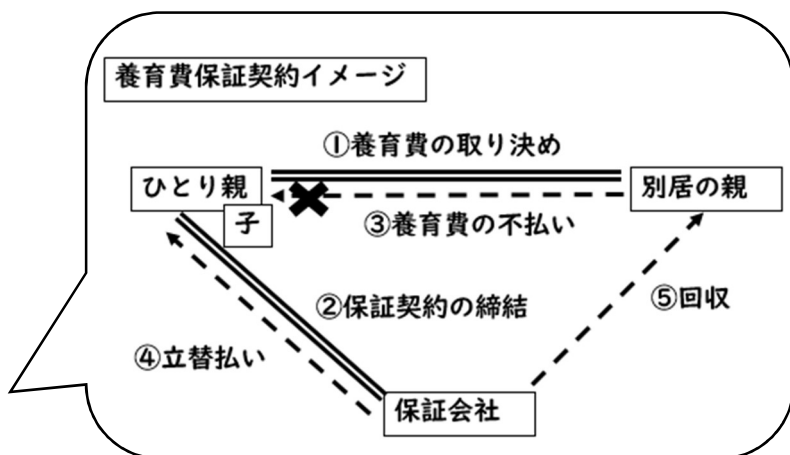 養育費保証契約イメージ
①養育費の取り決め
ひとり親
別居の親
子
③養育費の不払い
②保証契約の締結
⑤回収
④立替払い
保証会社